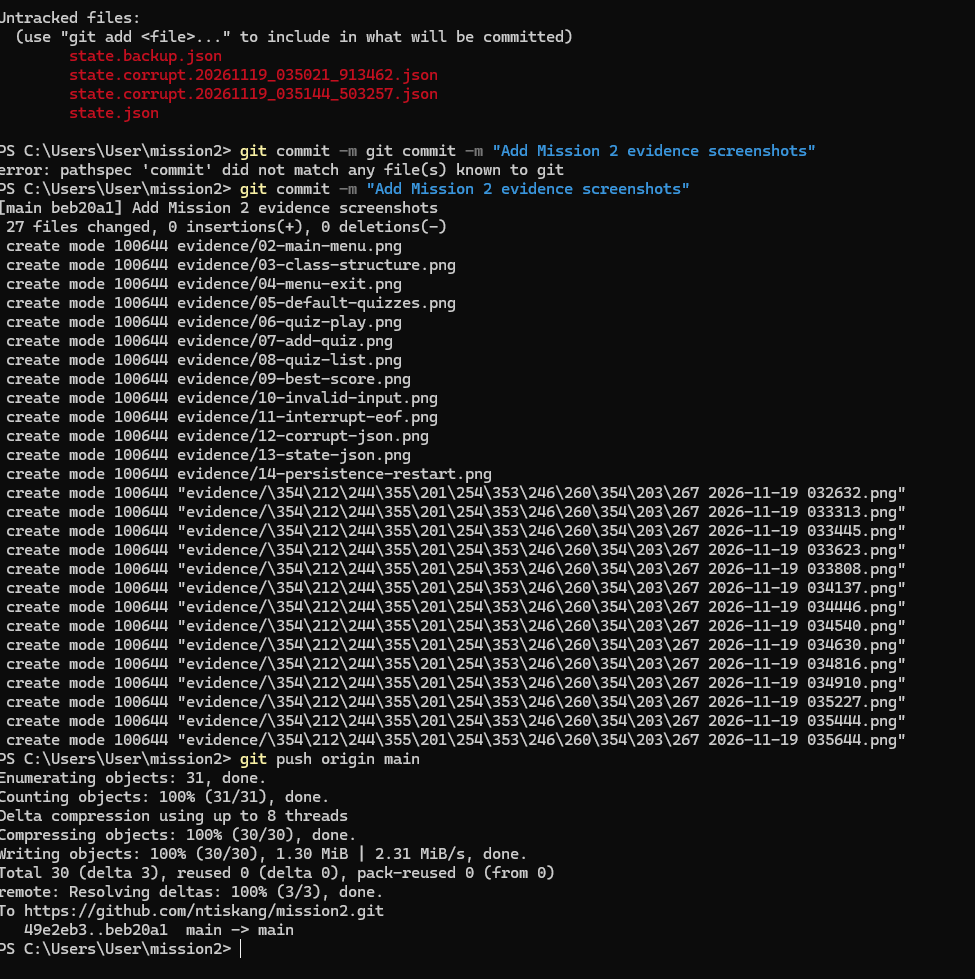 Untracked files:
  (use "git add <file>..." to include in what will be committed)
        state.backup.json
        state.corrupt.20261119_035021_913462.json
        state.corrupt.20261119_035144_503257.json
        state.json

PS C:\Users\User\mission2> git commit -m git commit -m "Add Mission 2 evidence screenshots"
error: pathspec 'commit' did not match any file(s) known to git
PS C:\Users\User\mission2> git commit -m "Add Mission 2 evidence screenshots"
[main beb20a1] Add Mission 2 evidence screenshots
 27 files changed, 0 insertions(+), 0 deletions(-)
 create mode 100644 evidence/02-main-menu.png
 create mode 100644 evidence/03-class-structure.png
 create mode 100644 evidence/04-menu-exit.png
 create mode 100644 evidence/05-default-quizzes.png
 create mode 100644 evidence/06-quiz-play.png
 create mode 100644 evidence/07-add-quiz.png
 create mode 100644 evidence/08-quiz-list.png
 create mode 100644 evidence/09-best-score.png
 create mode 100644 evidence/10-invalid-input.png
 create mode 100644 evidence/11-interrupt-eof.png
 create mode 100644 evidence/12-corrupt-json.png
 create mode 100644 evidence/13-state-json.png
 create mode 100644 evidence/14-persistence-restart.png
 create mode 100644 "evidence/\354\212\244\355\201\254\353\246\260\354\203\267 2026-11-19 032632.png"
 create mode 100644 "evidence/\354\212\244\355\201\254\353\246\260\354\203\267 2026-11-19 033313.png"
 create mode 100644 "evidence/\354\212\244\355\201\254\353\246\260\354\203\267 2026-11-19 033445.png"
 create mode 100644 "evidence/\354\212\244\355\201\254\353\246\260\354\203\267 2026-11-19 033623.png"
 create mode 100644 "evidence/\354\212\244\355\201\254\353\246\260\354\203\267 2026-11-19 033808.png"
 create mode 100644 "evidence/\354\212\244\355\201\254\353\246\260\354\203\267 2026-11-19 034137.png"
 create mode 100644 "evidence/\354\212\244\355\201\254\353\246\260\354\203\267 2026-11-19 034446.png"
 create mode 100644 "evidence/\354\212\244\355\201\254\353\246\260\354\203\267 2026-11-19 034540.png"
 create mode 100644 "evidence/\354\212\244\355\201\254\353\246\260\354\203\267 2026-11-19 034630.png"
 create mode 100644 "evidence/\354\212\244\355\201\254\353\246\260\354\203\267 2026-11-19 034816.png"
 create mode 100644 "evidence/\354\212\244\355\201\254\353\246\260\354\203\267 2026-11-19 034910.png"
 create mode 100644 "evidence/\354\212\244\355\201\254\353\246\260\354\203\267 2026-11-19 035227.png"
 create mode 100644 "evidence/\354\212\244\355\201\254\353\246\260\354\203\267 2026-11-19 035444.png"
 create mode 100644 "evidence/\354\212\244\355\201\254\353\246\260\354\203\267 2026-11-19 035644.png"
PS C:\Users\User\mission2> git push origin main
Enumerating objects: 31, done.
Counting objects: 100% (31/31), done.
Delta compression using up to 8 threads
Compressing objects: 100% (30/30), done.
Writing objects: 100% (30/30), 1.30 MiB | 2.31 MiB/s, done.
Total 30 (delta 3), reused 0 (delta 0), pack-reused 0 (from 0)
remote: Resolving deltas: 100% (3/3), done.
To https://github.com/ntiskang/mission2.git
   49e2eb3..beb20a1  main -> main
PS C:\Users\User\mission2>